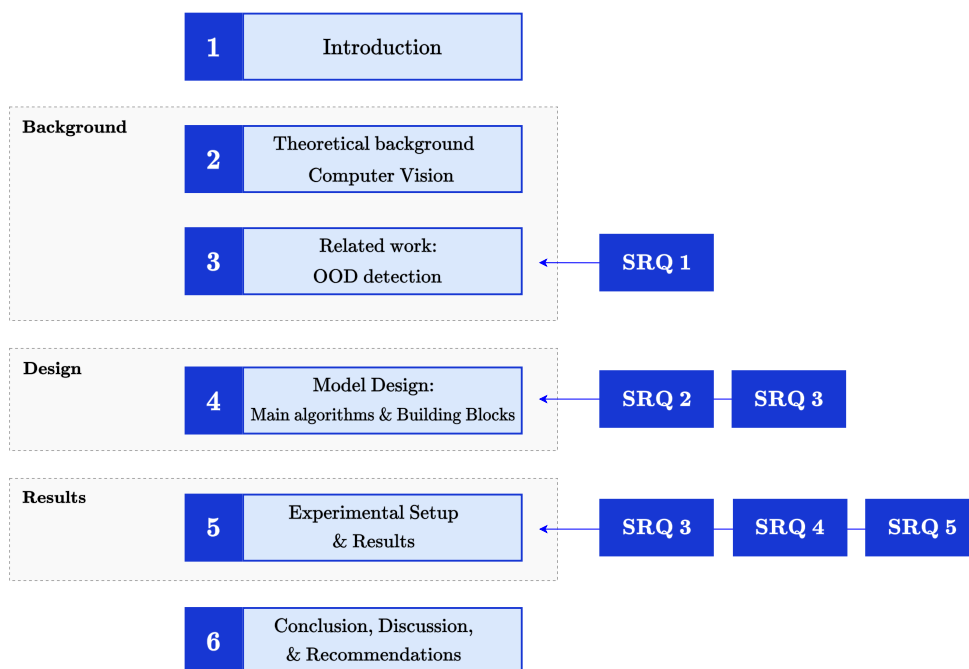 1 Introduction
Background
2 Theoretical background
Computer Vision
3 Related work:
OOD detection
SRQ 1
Design
4 Model Design:
Main algorithms & Building Blocks
SRQ 2 SRQ 3
Results
5 Experimental Setup
& Results
SRQ 3 SRQ 4 SRQ 5
6 Conclusion, Discussion,
& Recommendations